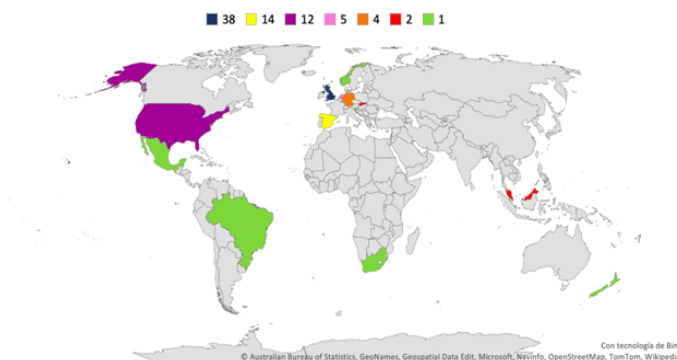 38 14 12 5 4 2 1
Con tecnología de Bin
© Australian Bureau of Statistics, GeoNames, Geospatial Data Edit, Microsoft, Navinfo, OpenStreetMap, TomTom, Wikipedi